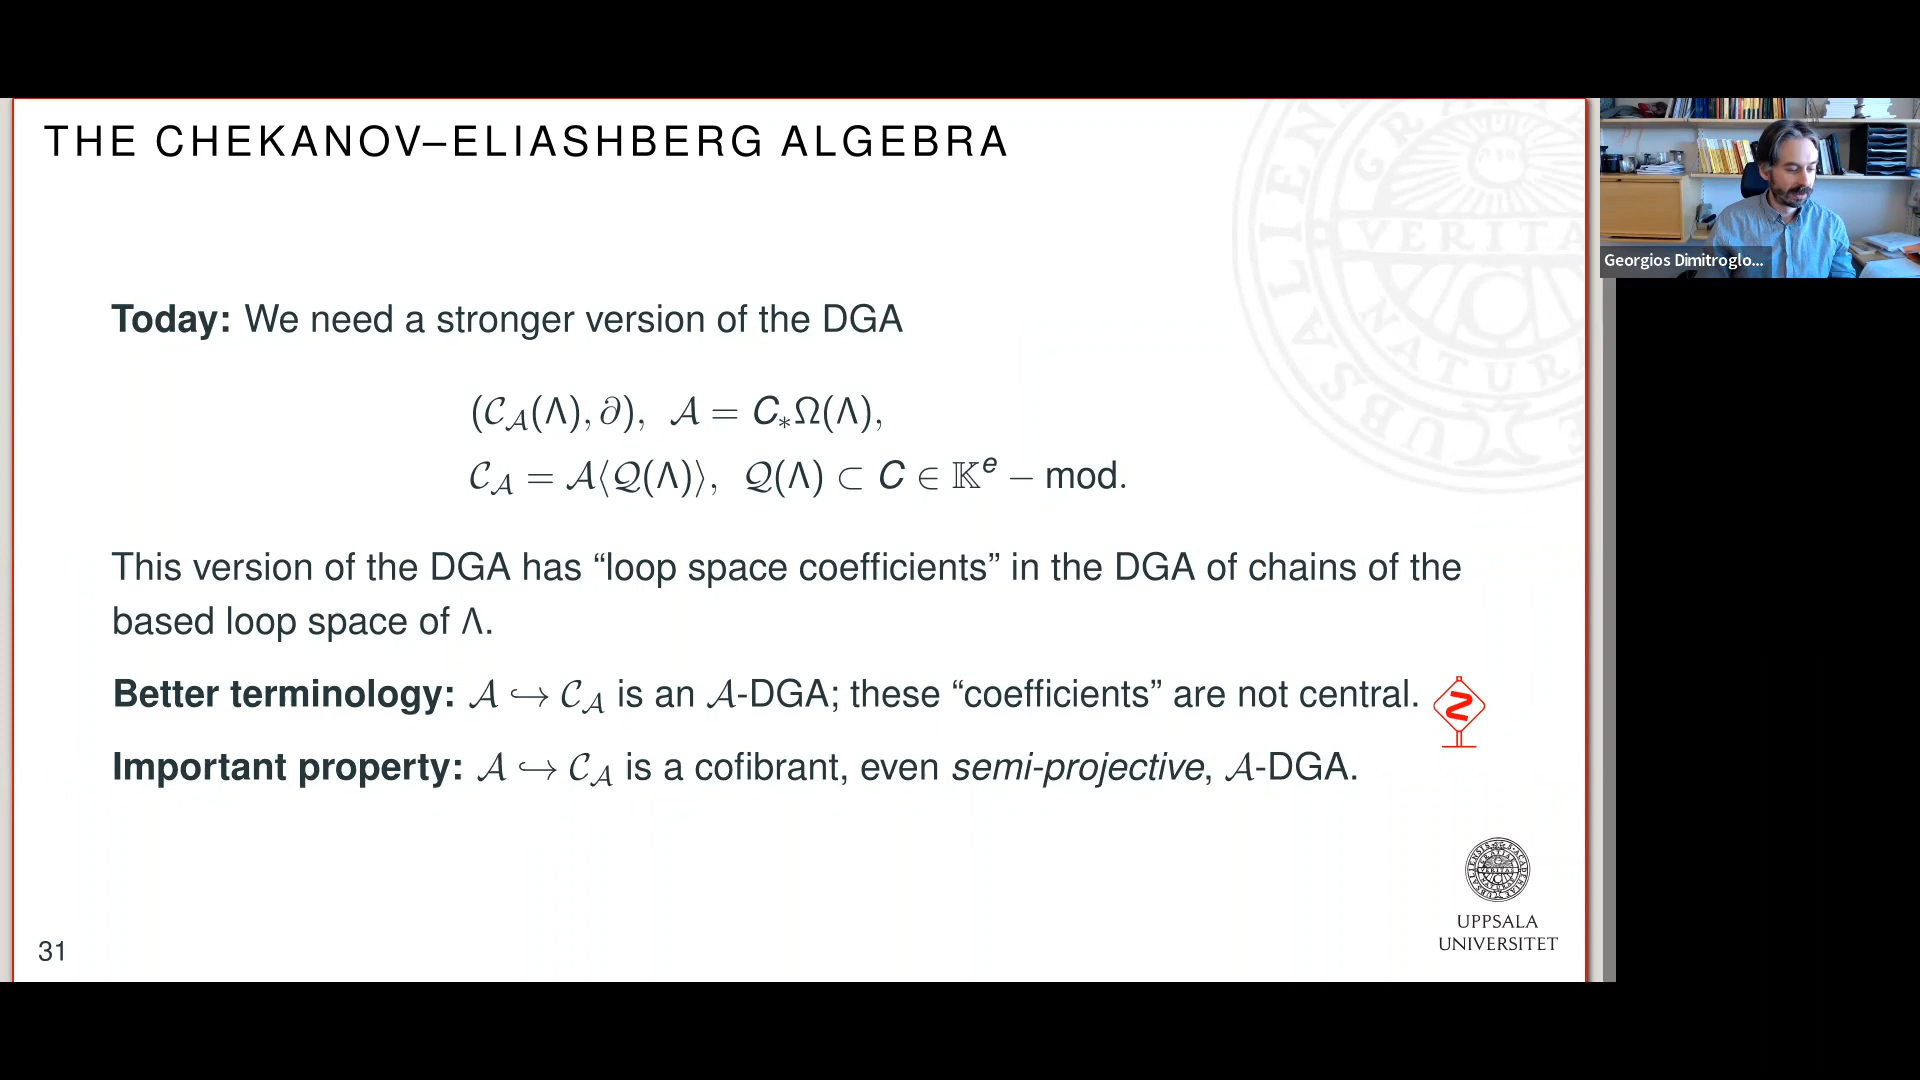 THE CHEKANOV–ELIASHBERG ALGEBRA
Today: We need a stronger version of the DGA
(𝒞_𝒜(Λ), ∂), 𝒜 = C_*Ω(Λ),
𝒞_𝒜 = 𝒜⟨𝒬(Λ)⟩, 𝒬(Λ) ⊂ C ∈ 𝕂^e − mod.
This version of the DGA has “loop space coefficients” in the DGA of chains of the
based loop space of Λ.
Better terminology: 𝒜 ↪ 𝒞_𝒜 is an 𝒜-DGA; these “coefficients” are not central.
Important property: 𝒜 ↪ 𝒞_𝒜 is a cofibrant, even semi-projective, 𝒜-DGA.
31
UPPSALA
UNIVERSITET
VERITA
NATUR
Georgios Dimitroglo...